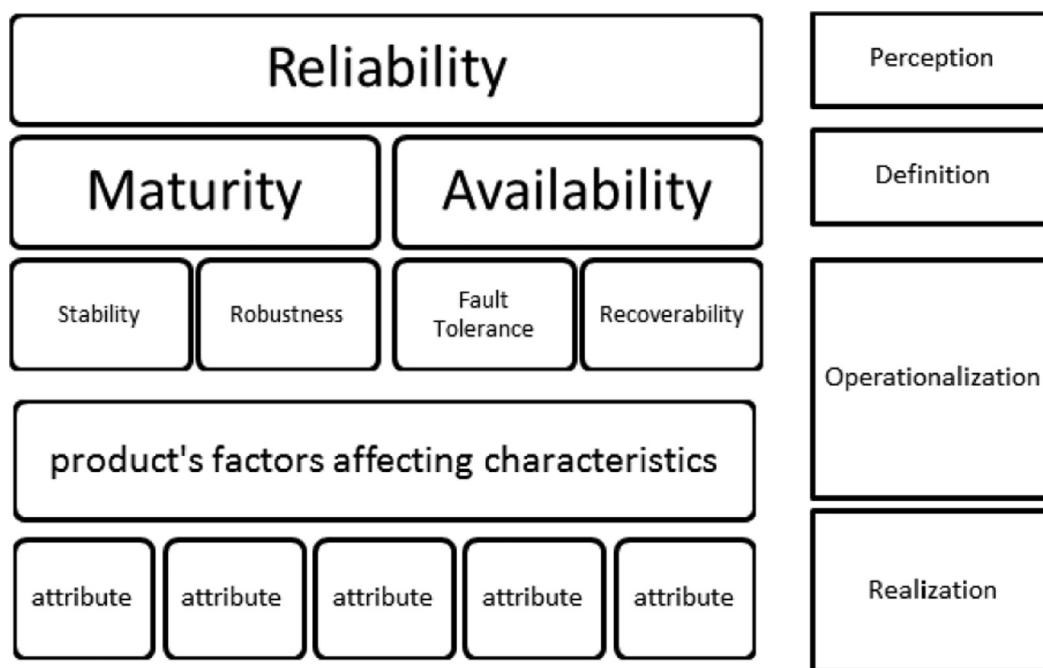 Reliability
Perception
Maturity
Availability
Definition
Stability
Robustness
Fault
Tolerance
Recoverability
Operationalization
product's factors affecting characteristics
attribute
attribute
attribute
attribute
attribute
Realization